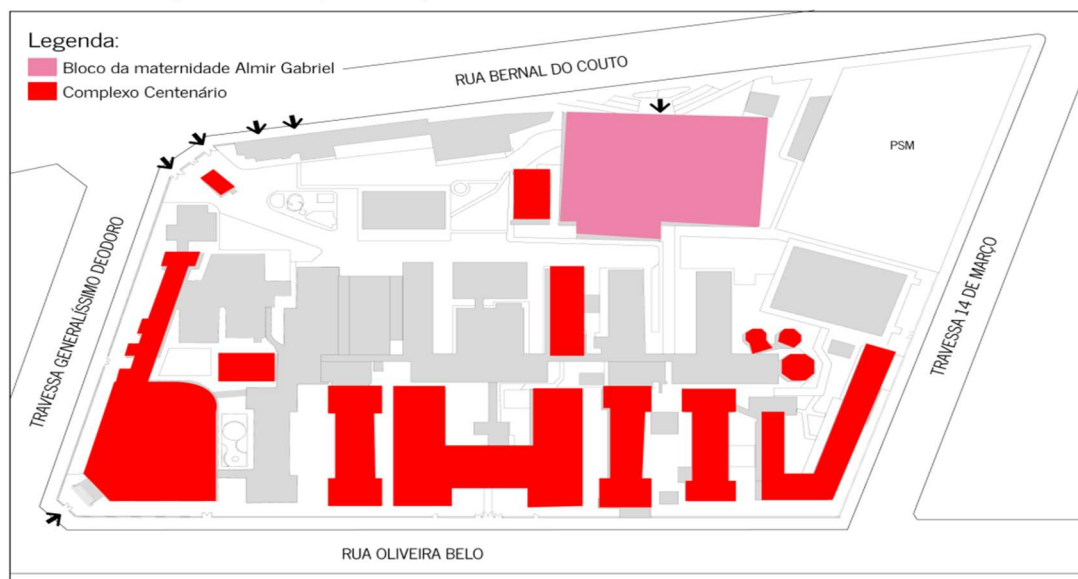 Legenda:
Bloco da maternidade Almir Gabriel
Complexo Centenário
RUA BERNAL DO COUTO
PSM
TRAVESSA GENERALÍSSIMO DEODORO
TRAVESSA 14 DE MARÇO
RUA OLIVEIRA BELO